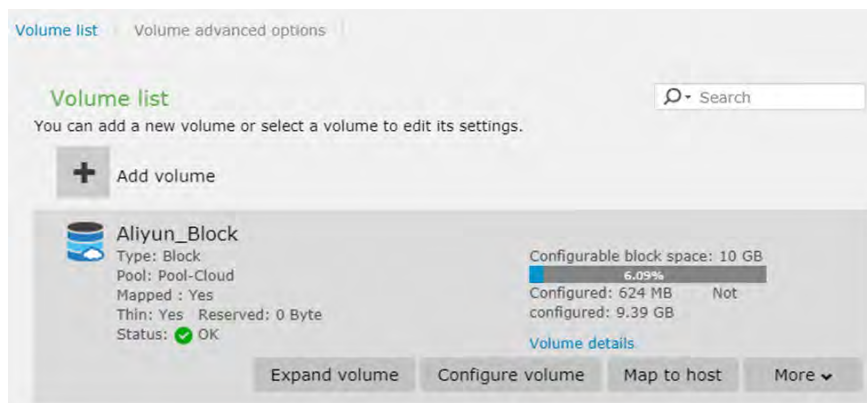 Volume list Volume advanced options
Volume list
Search
You can add a new volume or select a volume to edit its settings.
Add volume
Aliyun_Block
Type: Block
Pool: Pool-Cloud
Mapped : Yes
Thin: Yes Reserved: 0 Byte
Status: OK
Configurable block space: 10 GB
6.09%
Configured: 624 MB Not
configured: 9.39 GB
Volume details
Expand volume Configure volume Map to host More